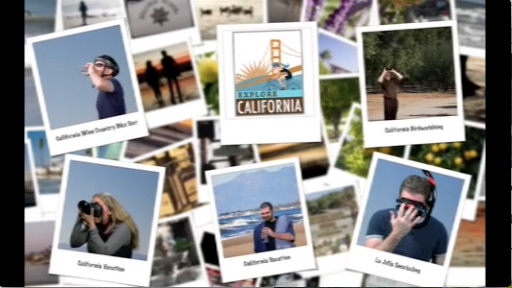 EXPLORE
CALIFORNIA
California Wine Country Bike Tour
California Birdwatching
California Vacation
California Vacation
La Jolla Snorkeling